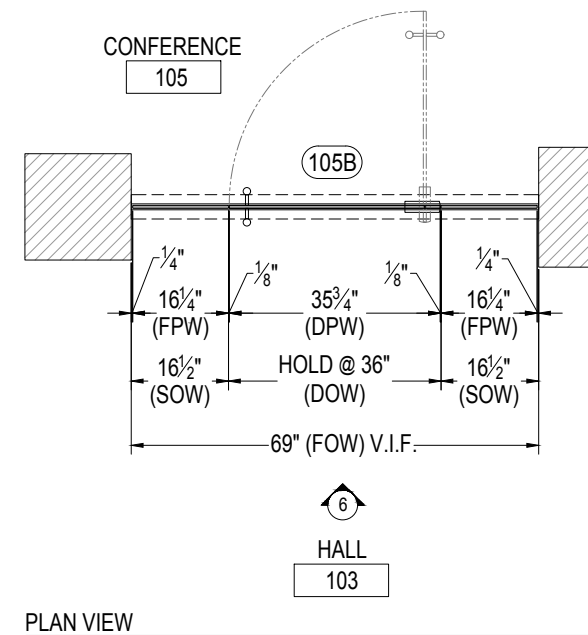 CONFERENCE
105
105B
1/4" 1/8" 1/8" 1/4"
16 1/4" 35 3/4" 16 1/4"
(FPW) (DPW) (FPW)
16 1/2" HOLD @ 36" 16 1/2"
(SOW) (DOW) (SOW)
69" (FOW) V.I.F.
6
HALL
103
PLAN VIEW